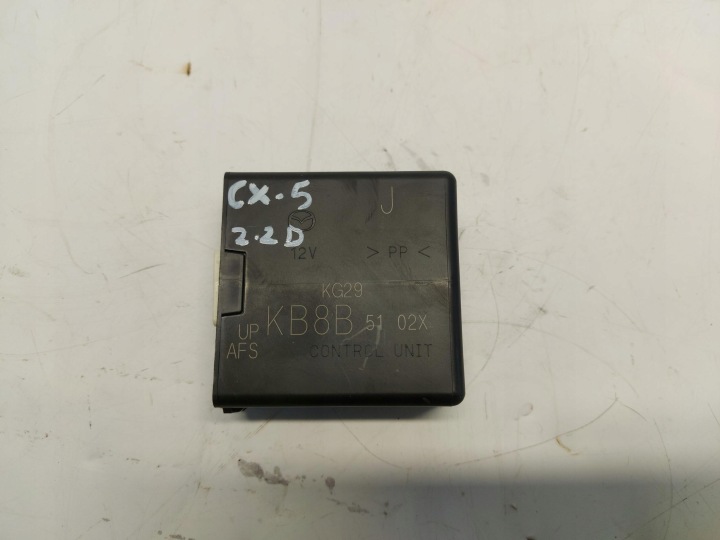 CX-5
J
2.2D
12V > PP <
KG29
KB8B 51 02X
UP
AFS CONTROL UNIT